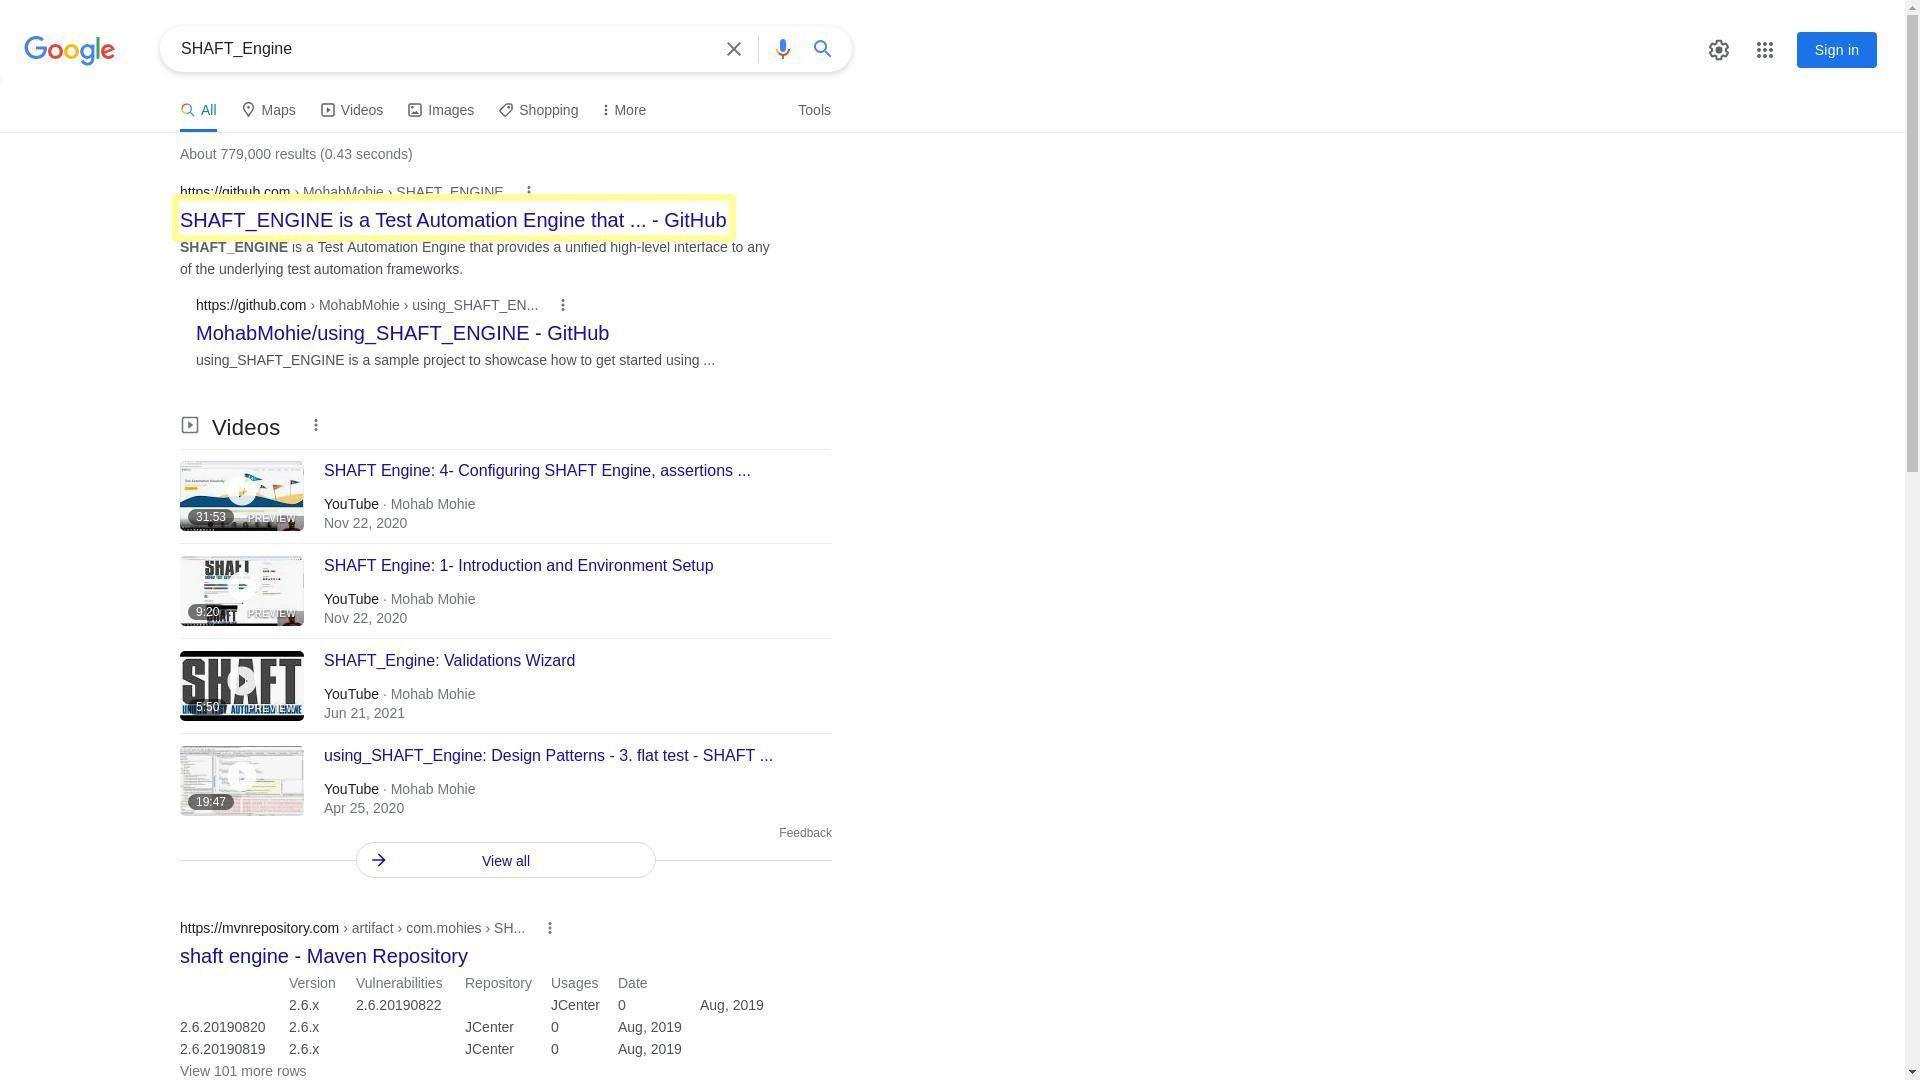 Google
SHAFT_Engine
Sign in
All
Maps
Videos
Images
Shopping
More
Tools
About 779,000 results (0.43 seconds)
https://github.com › MohabMohie › SHAFT_ENGINE
SHAFT_ENGINE is a Test Automation Engine that ... - GitHub
SHAFT_ENGINE is a Test Automation Engine that provides a unified high-level interface to any
of the underlying test automation frameworks.
https://github.com › MohabMohie › using_SHAFT_EN...
MohabMohie/using_SHAFT_ENGINE - GitHub
using_SHAFT_ENGINE is a sample project to showcase how to get started using ...
Videos
SHAFT Engine: 4- Configuring SHAFT Engine, assertions ...
31:53
PREVIEW
YouTube · Mohab Mohie
Nov 22, 2020
SHAFT Engine: 1- Introduction and Environment Setup
SHAFT
9:20
PREVIEW
YouTube · Mohab Mohie
Nov 22, 2020
SHAFT_Engine: Validations Wizard
SHAFT
5:50
PREVIEW
YouTube · Mohab Mohie
Jun 21, 2021
using_SHAFT_Engine: Design Patterns - 3. flat test - SHAFT ...
19:47
YouTube · Mohab Mohie
Apr 25, 2020
Feedback
View all
https://mvnrepository.com › artifact › com.mohies › SH...
shaft engine - Maven Repository
Version Vulnerabilities Repository Usages Date
2.6.x 2.6.20190822 JCenter 0 Aug, 2019
2.6.20190820 2.6.x JCenter 0 Aug, 2019
2.6.20190819 2.6.x JCenter 0 Aug, 2019
View 101 more rows